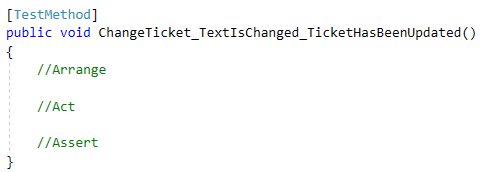 [TestMethod]
public void ChangeTicket_TextIsChanged_TicketHasBeenUpdated()
{
//Arrange
//Act
//Assert
}